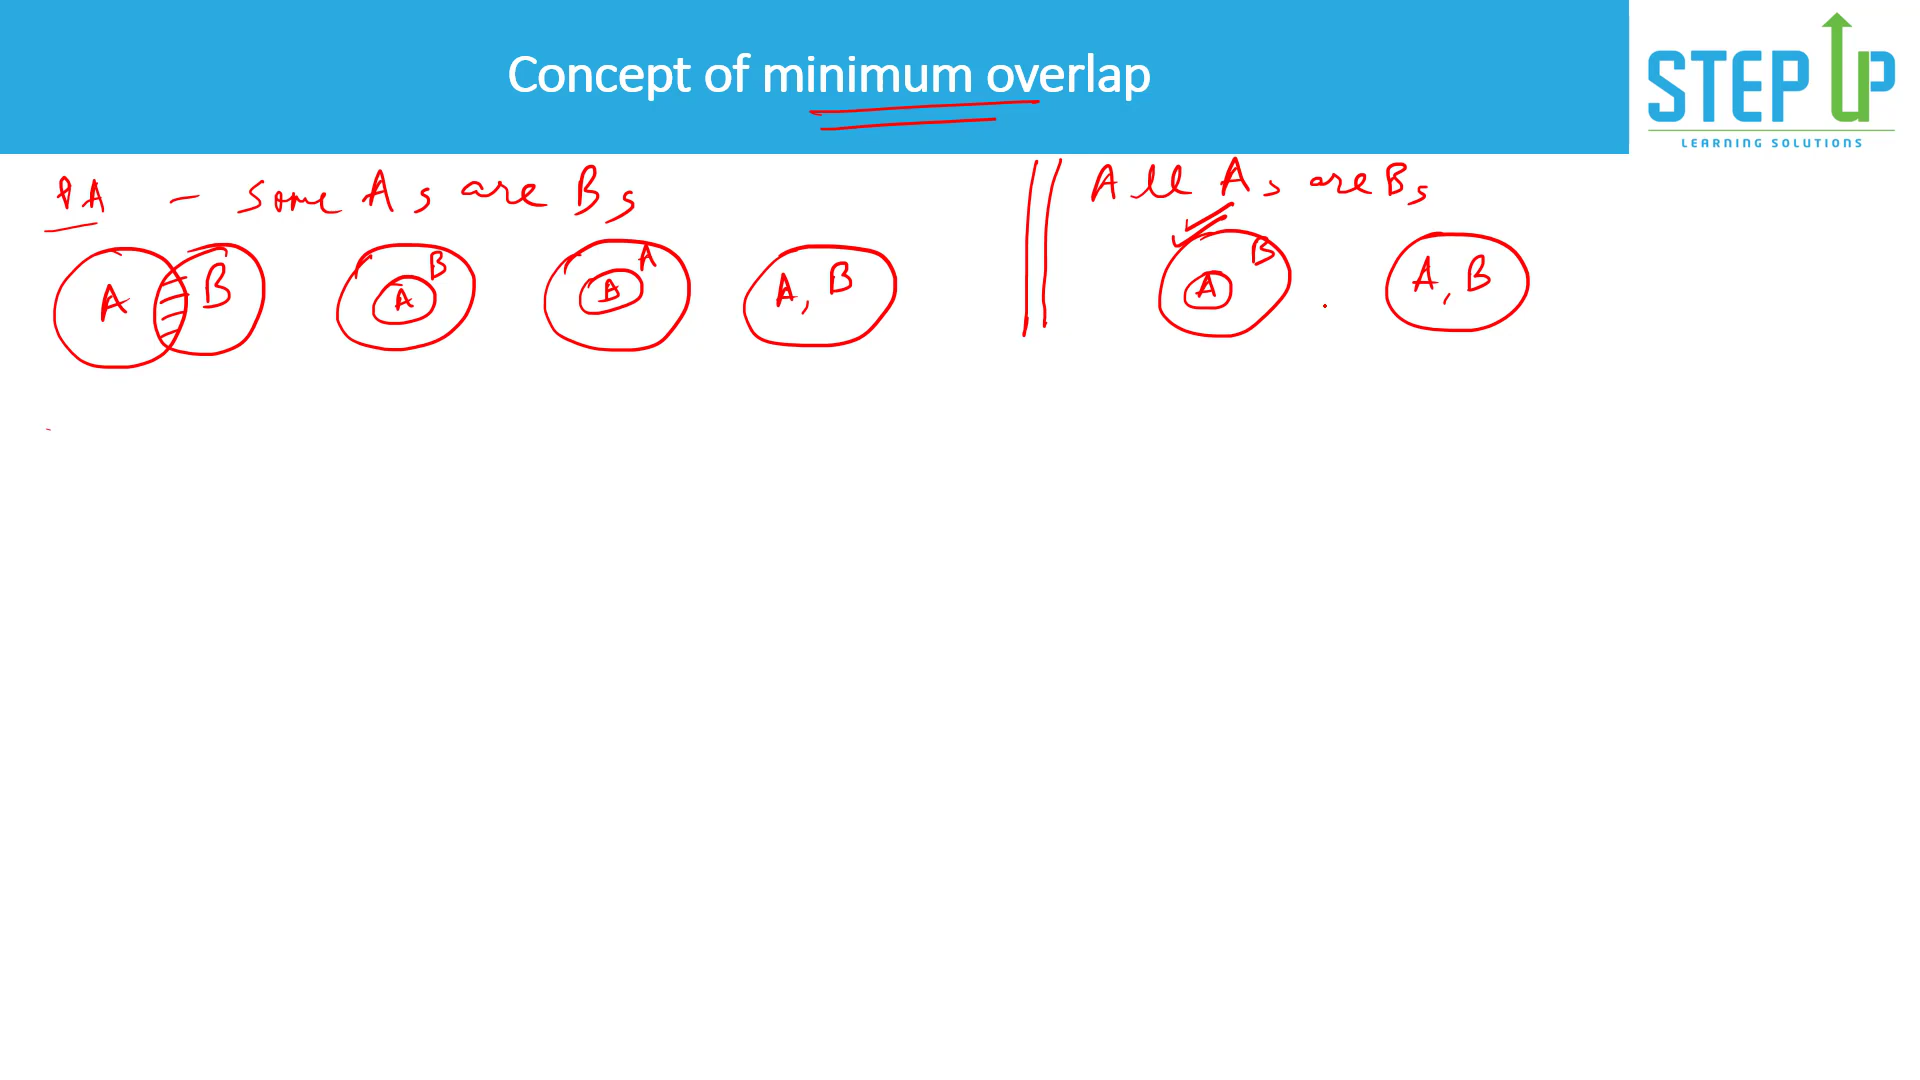 Concept of minimum overlap
STEP UP
LEARNING SOLUTIONS
PA - Some As are Bs
All As are Bs
A B
B
A
A
B
A, B
B
A
A, B